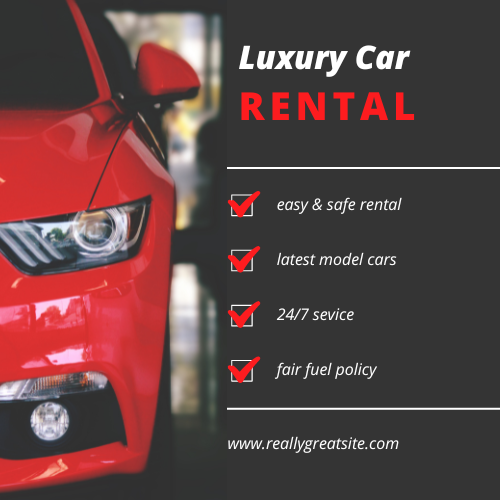 Luxury Car
RENTAL
easy & safe rental
latest model cars
24/7 sevice
fair fuel policy
www.reallygreatsite.com